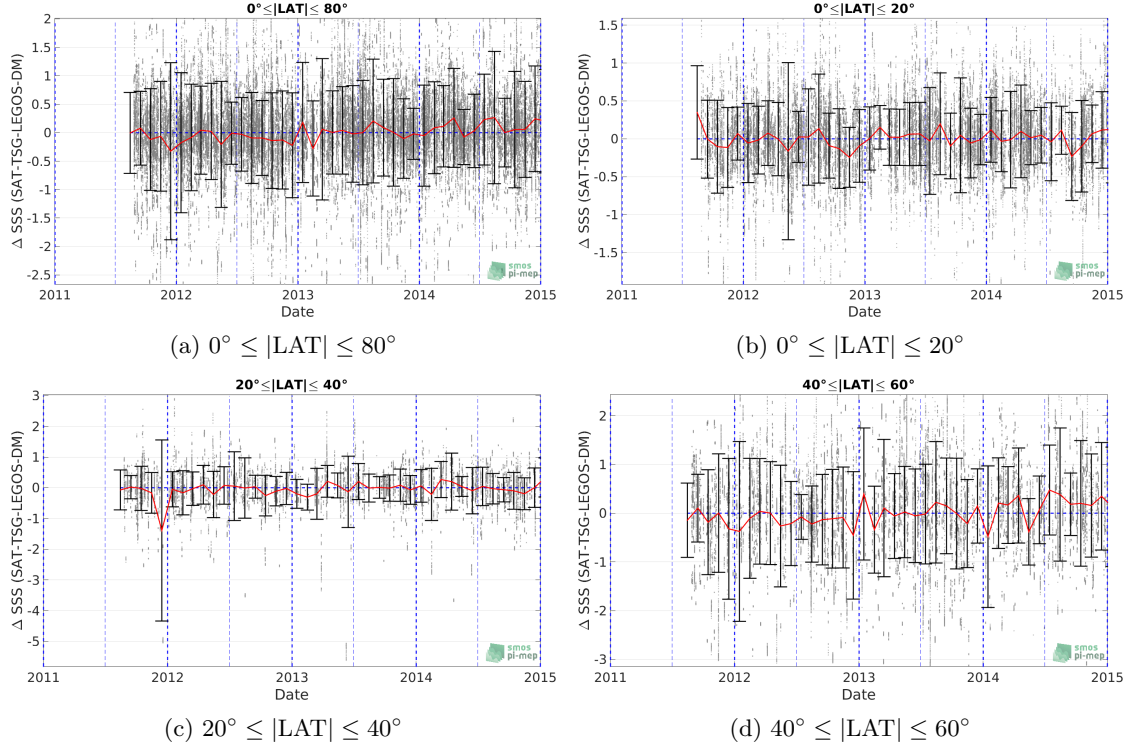 0°≤|LAT|≤ 80°
Δ SSS (SAT-TSG-LEGOS-DM)
2
1.5
1
0.5
0
-0.5
-1
-1.5
-2
-2.5
smos
pi-mep
2011 2012 2013 2014 2015
Date
(a) 0° ≤ |LAT| ≤ 80°
0°≤|LAT|≤ 20°
Δ SSS (SAT-TSG-LEGOS-DM)
1.5
1
0.5
0
-0.5
-1
-1.5
smos
pi-mep
2011 2012 2013 2014 2015
Date
(b) 0° ≤ |LAT| ≤ 20°
20°≤|LAT|≤ 40°
Δ SSS (SAT-TSG-LEGOS-DM)
3
2
1
0
-1
-2
-3
-4
-5
smos
pi-mep
2011 2012 2013 2014 2015
Date
(c) 20° ≤ |LAT| ≤ 40°
40°≤|LAT|≤ 60°
Δ SSS (SAT-TSG-LEGOS-DM)
2
1
0
-1
-2
-3
smos
pi-mep
2011 2012 2013 2014 2015
Date
(d) 40° ≤ |LAT| ≤ 60°